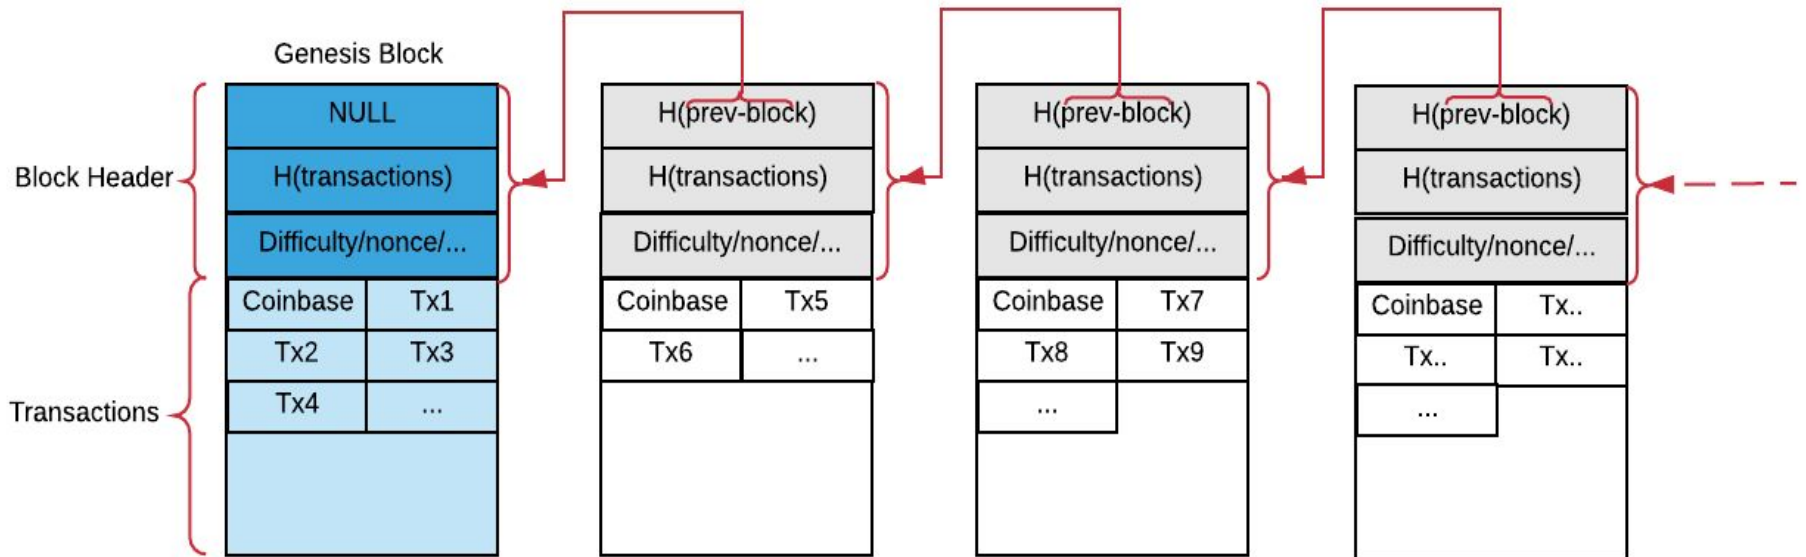 Genesis Block
Block Header
Transactions
NULL
H(transactions)
Difficulty/nonce/...
Coinbase Tx1
Tx2 Tx3
Tx4 ...
H(prev-block)
H(transactions)
Difficulty/nonce/...
Coinbase Tx5
Tx6 ...
H(prev-block)
H(transactions)
Difficulty/nonce/...
Coinbase Tx7
Tx8 Tx9
...
H(prev-block)
H(transactions)
Difficulty/nonce/...
Coinbase Tx..
Tx.. Tx..
...